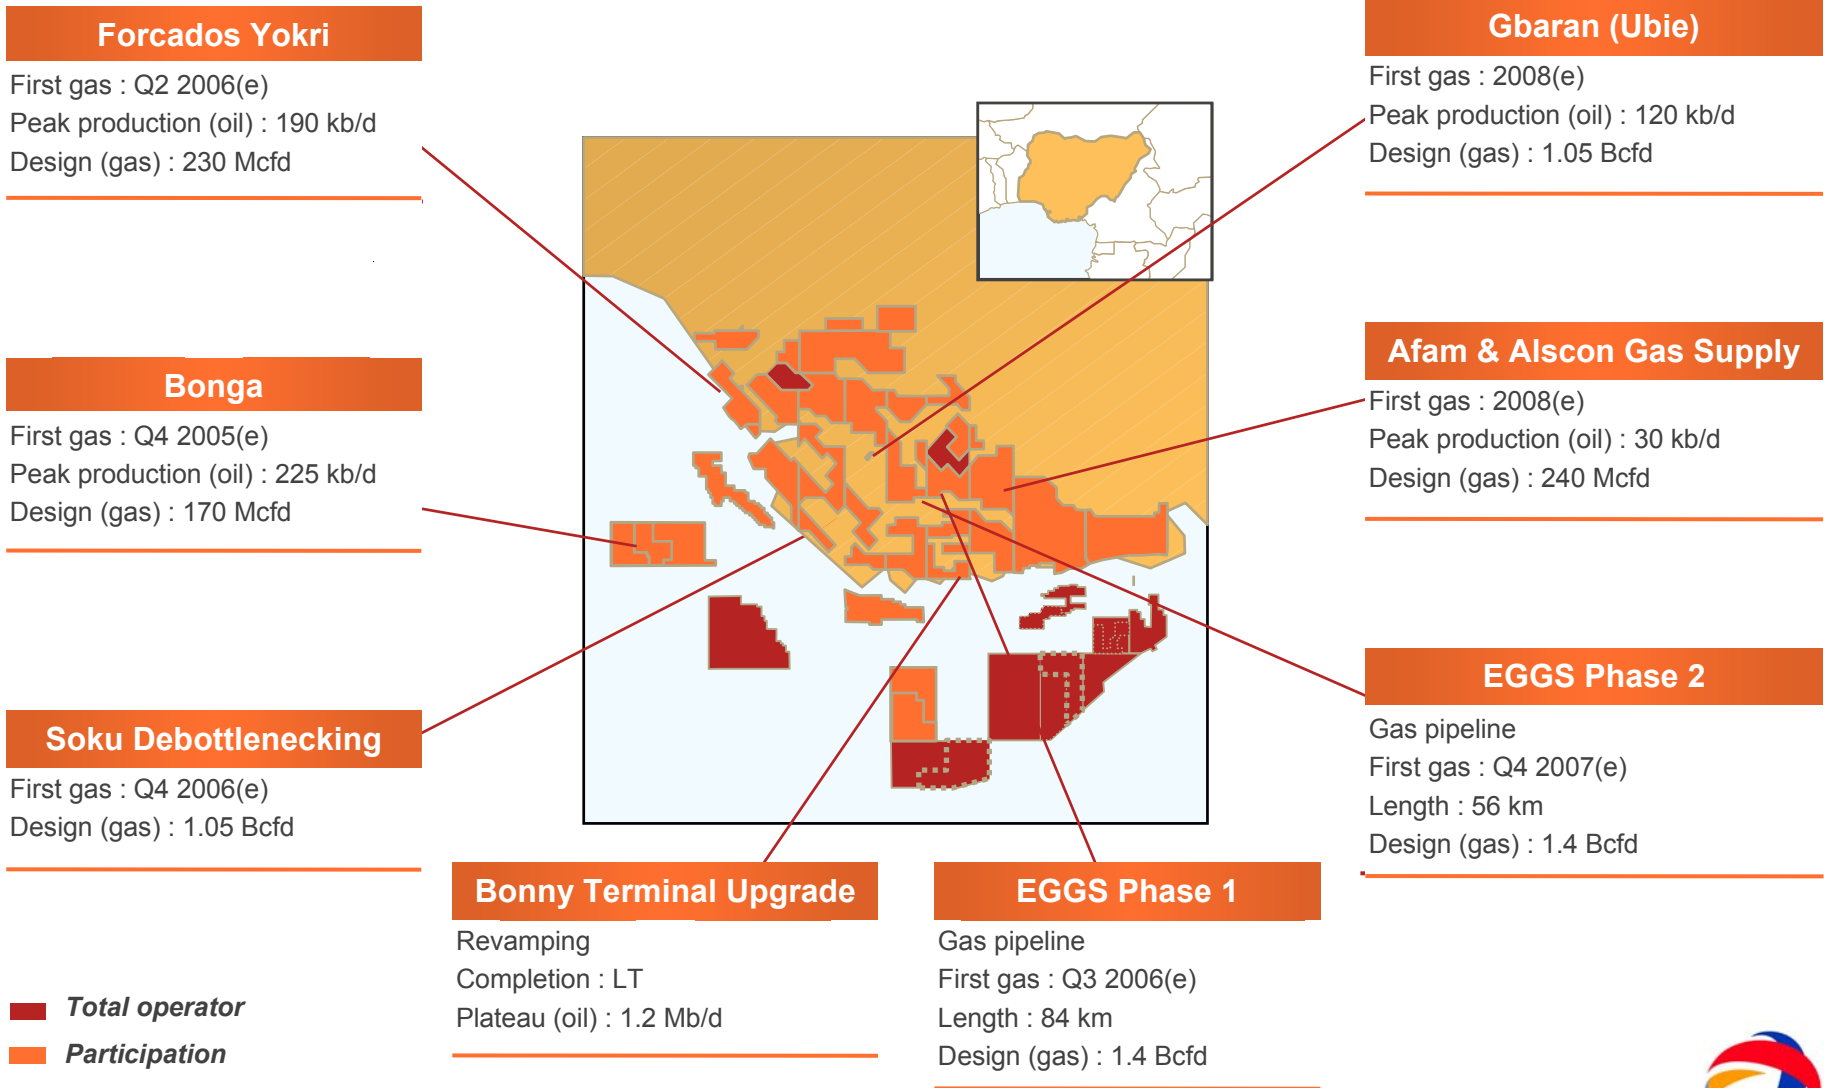 Forcados Yokri
First gas : Q2 2006(e)
Peak production (oil) : 190 kb/d
Design (gas) : 230 Mcfd
Bonga
First gas : Q4 2005(e)
Peak production (oil) : 225 kb/d
Design (gas) : 170 Mcfd
Soku Debottlenecking
First gas : Q4 2006(e)
Design (gas) : 1.05 Bcfd
Total operator
Participation
Bonny Terminal Upgrade
Revamping
Completion : LT
Plateau (oil) : 1.2 Mb/d
EGGS Phase 1
Gas pipeline
First gas : Q3 2006(e)
Length : 84 km
Design (gas) : 1.4 Bcfd
Gbaran (Ubie)
First gas : 2008(e)
Peak production (oil) : 120 kb/d
Design (gas) : 1.05 Bcfd
Afam & Alscon Gas Supply
First gas : 2008(e)
Peak production (oil) : 30 kb/d
Design (gas) : 240 Mcfd
EGGS Phase 2
Gas pipeline
First gas : Q4 2007(e)
Length : 56 km
Design (gas) : 1.4 Bcfd